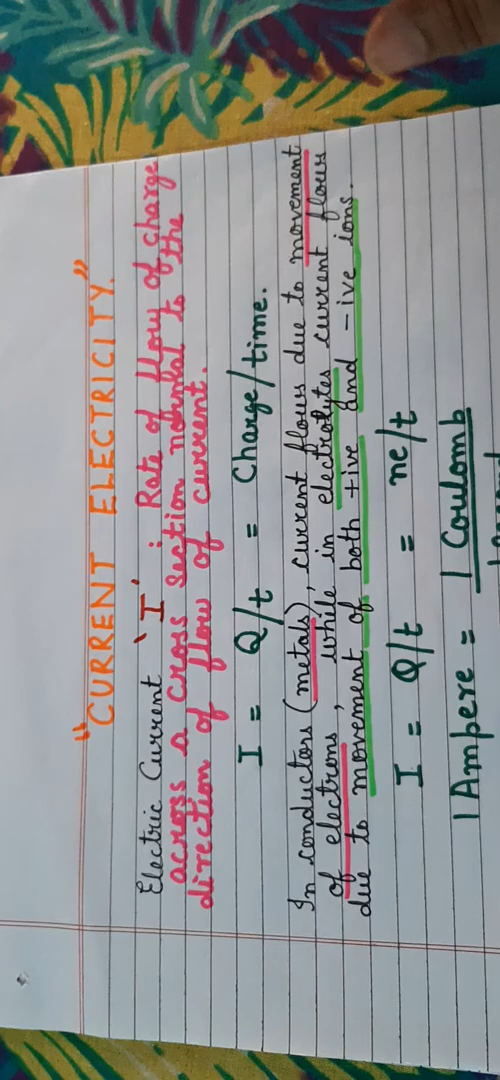 "CURRENT ELECTRICITY."
Electric Current 'I' : Rate of flow of charge
across a cross section normal to the
direction of flow of current.
I = Q/t = Charge/time.
In conductors (metals), current flows due to movement
of electrons, while in electrolytes current flows
due to movement of both +ive and -ive ions.
I = Q/t = ne/t
1 Ampere = 1 Coulomb